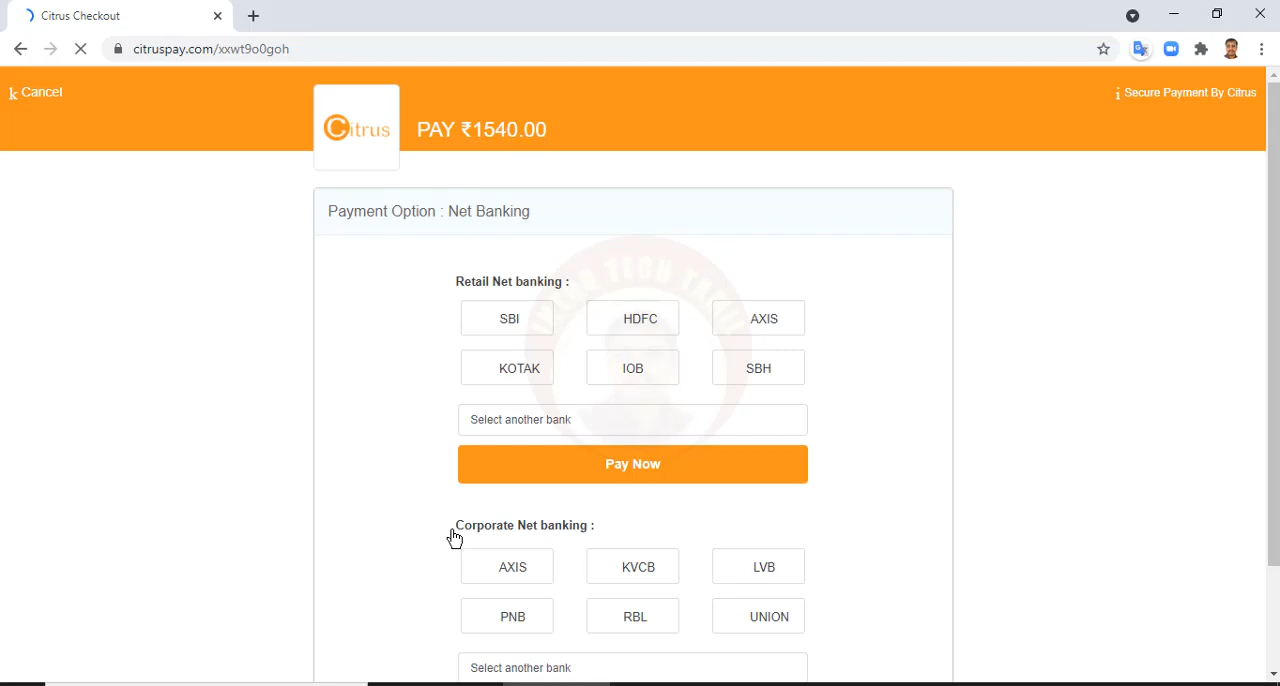 Citrus Checkout
citruspay.com/xxwt9o0goh
k Cancel
Citrus
PAY ₹1540.00
i Secure Payment By Citrus
Payment Option : Net Banking
Retail Net banking :
SBI HDFC AXIS
KOTAK IOB SBH
Select another bank
Pay Now
Corporate Net banking :
AXIS KVCB LVB
PNB RBL UNION
Select another bank